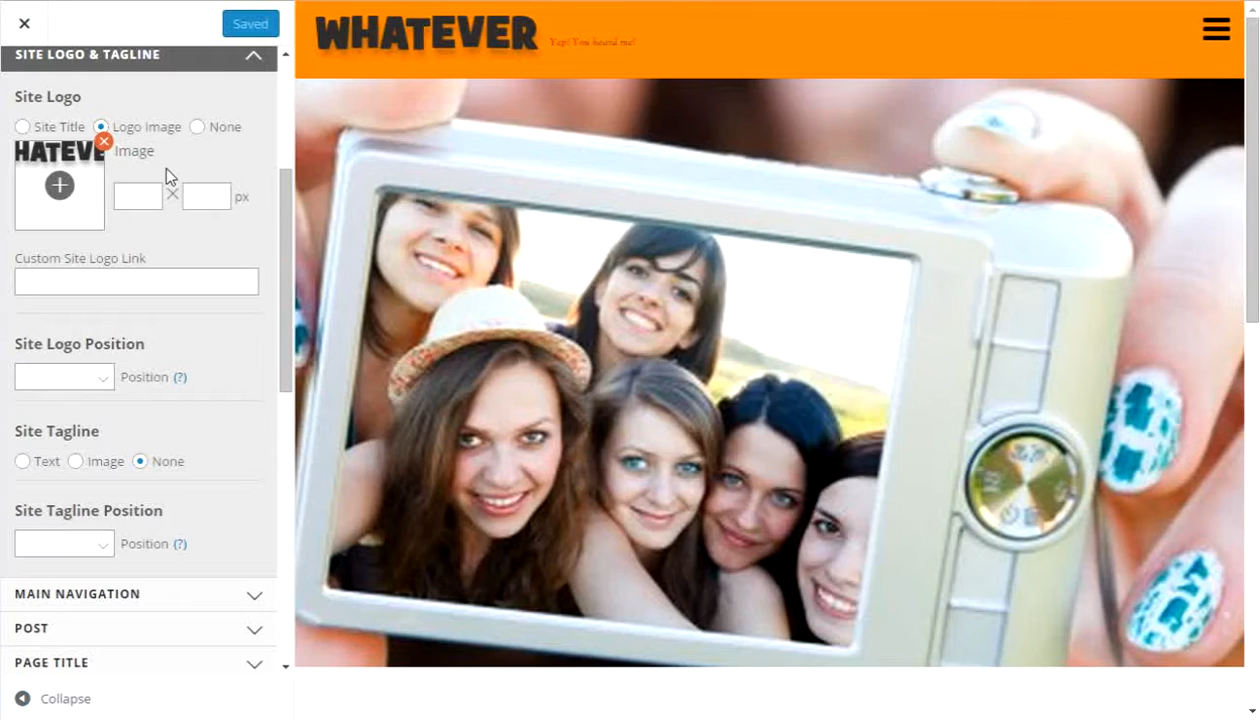 Saved
SITE LOGO & TAGLINE
Site Logo
Site Title Logo Image None
HATEVE
Image
px
Custom Site Logo Link
Site Logo Position
Position (?)
Site Tagline
Text Image None
Site Tagline Position
Position (?)
MAIN NAVIGATION
POST
PAGE TITLE
Collapse
WHATEVER
Yep! You heard me!